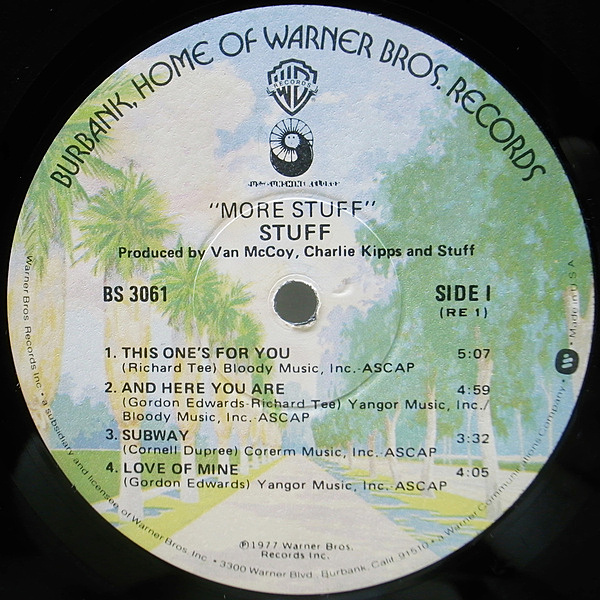 BURBANK, HOME OF WARNER BROS. RECORDS
WB
RECORDS
"MORE STUFF"
STUFF
Produced by Van McCoy, Charlie Kipps and Stuff
BS 3061
SIDE I
(RE 1)
1. THIS ONE'S FOR YOU 5:07
(Richard Tee) Bloody Music, Inc.-ASCAP
2. AND HERE YOU ARE 4:59
(Gordon Edwards-Richard Tee) Yangor Music, Inc./
Bloody Music, Inc.-ASCAP
3. SUBWAY 3:32
(Cornell Dupree) Corerm Music, Inc.-ASCAP
4. LOVE OF MINE 4:05
(Gordon Edwards) Yangor Music, Inc.-ASCAP
℗1977 Warner Bros.
Records Inc.
Warner Bros. Records Inc. • a subsidiary and licensee of Warner Bros. Inc. • 3300 Warner Blvd., Burbank, Calif. 91510 • a Warner Communications Company • Made in U.S.A.